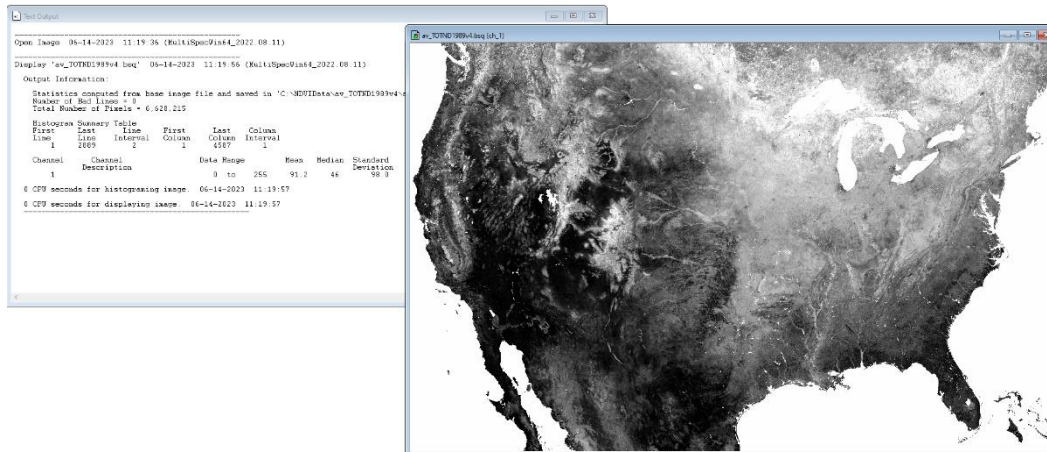 Text Output
Open Image 06-14-2023 11:19:36 (MultiSpecWin64_2022.08.11)
Display 'av_TOTND1989v4 bsq' 06-14-2023 11:19:56 (MultiSpecWin64_2022.08.11)
Output Information:
Statistics computed from base image file and saved in 'C:\NDVIData\av_TOTND1989v4\a
Number of Bad Lines = 0
Total Number of Pixels = 6,628,215
Histogram Summary Table
First Last Line First Last Column
Line Line Interval Column Column Interval
1 2889 2 1 4587 1
Channel Channel Data Range Mean Median Standard
Description Deviation
1 0 to 255 91.2 46 98.0
0 CPU seconds for histograming image. 06-14-2023 11:19:57
0 CPU seconds for displaying image. 06-14-2023 11:19:57
av_TOTND1989v4.bsq (ch_1)